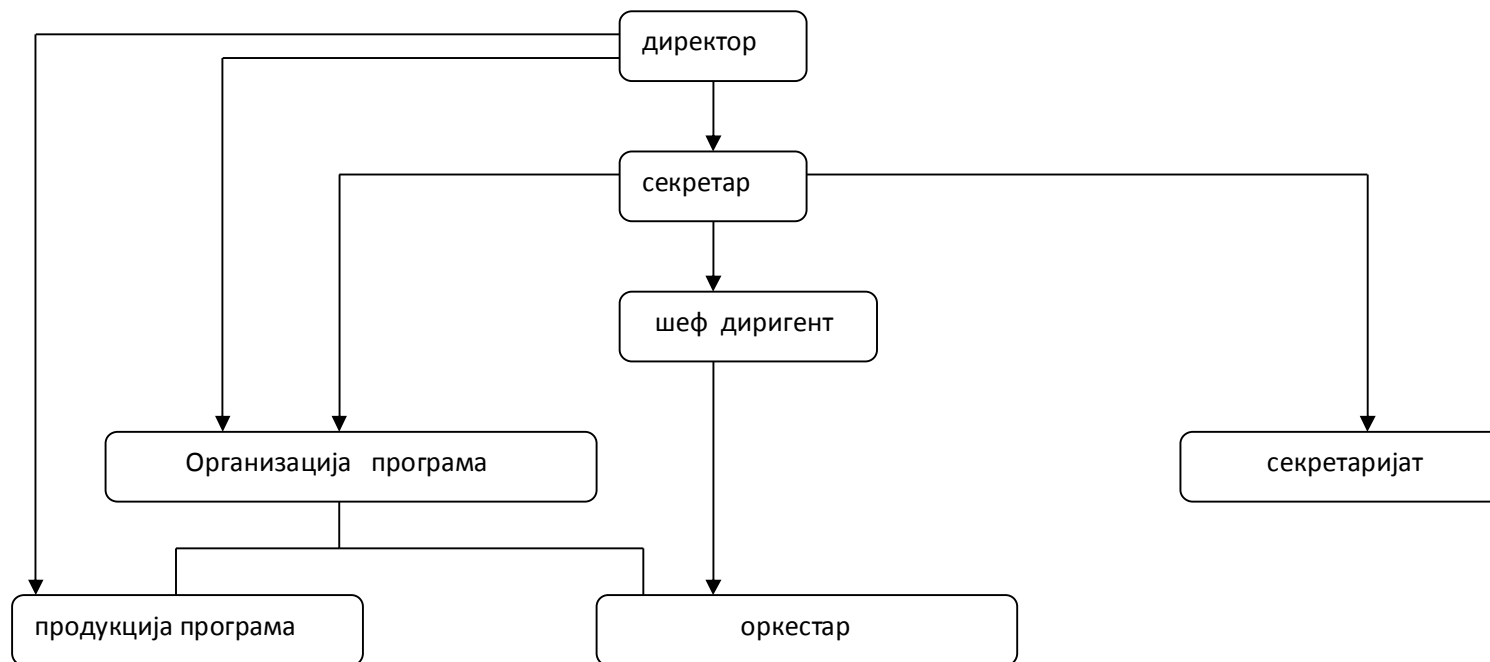 директор
секретар
шеф диригент
Организација програма
секретаријат
продукција програма
оркестар